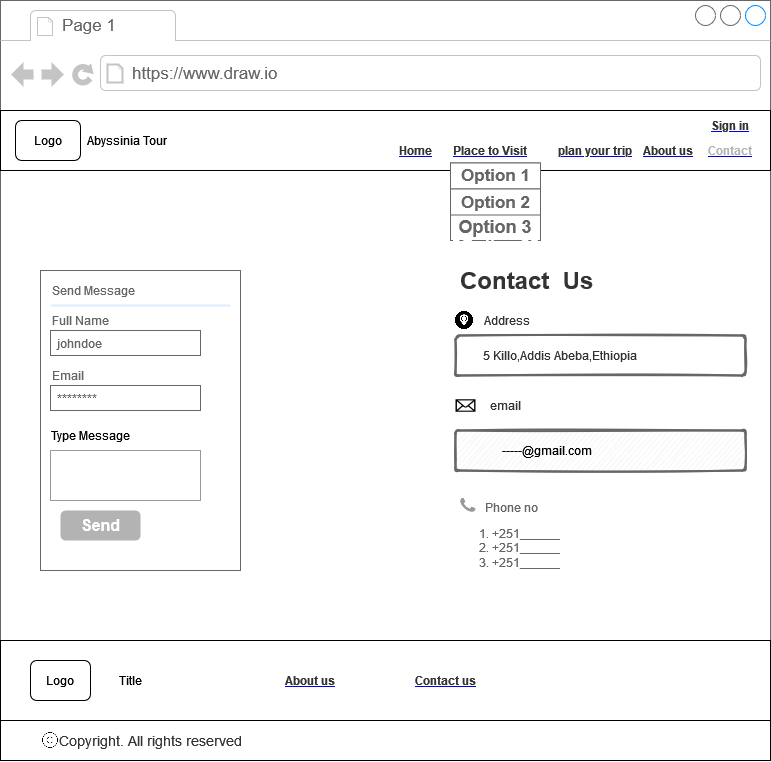 Page 1
https://www.draw.io
Logo
Abyssinia Tour
Sign in
Home
Place to Visit
plan your trip
About us
Contact
Option 1
Option 2
Option 3
Send Message
Full Name
johndoe
Email
********
Type Message
Send
Contact Us
Address
5 Killo,Addis Abeba,Ethiopia
email
-----@gmail.com
Phone no
1. +251______
2. +251______
3. +251______
Logo
Title
About us
Contact us
©Copyright. All rights reserved